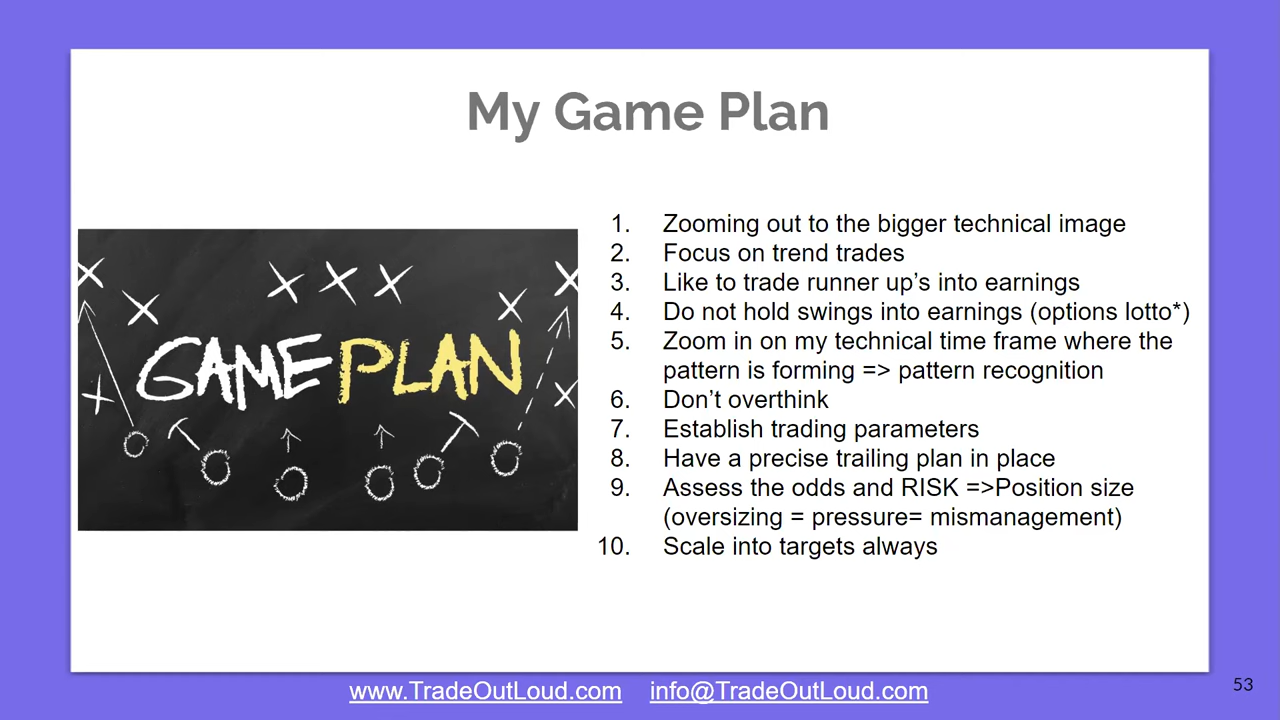 My Game Plan
GAME PLAN
1. Zooming out to the bigger technical image
2. Focus on trend trades
3. Like to trade runner up’s into earnings
4. Do not hold swings into earnings (options lotto*)
5. Zoom in on my technical time frame where the
pattern is forming => pattern recognition
6. Don’t overthink
7. Establish trading parameters
8. Have a precise trailing plan in place
9. Assess the odds and RISK =>Position size
(oversizing = pressure= mismanagement)
10. Scale into targets always
www.TradeOutLoud.com info@TradeOutLoud.com
53